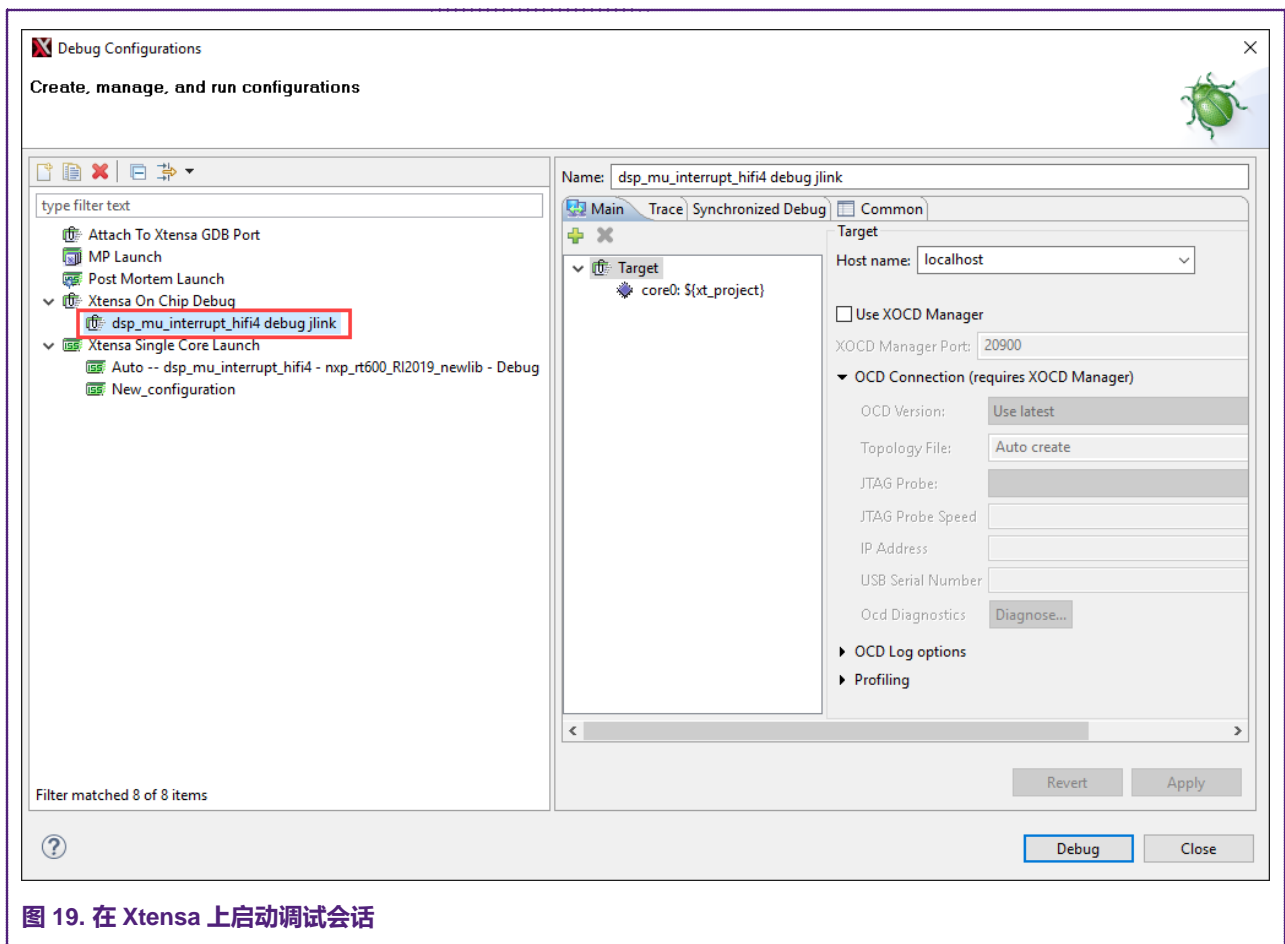 Debug Configurations
Create, manage, and run configurations
type filter text
Attach To Xtensa GDB Port
MP Launch
Post Mortem Launch
Xtensa On Chip Debug
dsp_mu_interrupt_hifi4 debug jlink
Xtensa Single Core Launch
Auto -- dsp_mu_interrupt_hifi4 - nxp_rt600_RI2019_newlib - Debug
New_configuration
Filter matched 8 of 8 items
Name: dsp_mu_interrupt_hifi4 debug jlink
Main Trace Synchronized Debug Common
Target
core0: ${xt_project}
Target
Host name: localhost
Use XOCD Manager
XOCD Manager Port: 20900
OCD Connection (requires XOCD Manager)
OCD Version: Use latest
Topology File: Auto create
JTAG Probe:
JTAG Probe Speed
IP Address
USB Serial Number
Ocd Diagnostics Diagnose...
OCD Log options
Profiling
Revert Apply
Debug Close
图 19. 在 Xtensa 上启动调试会话